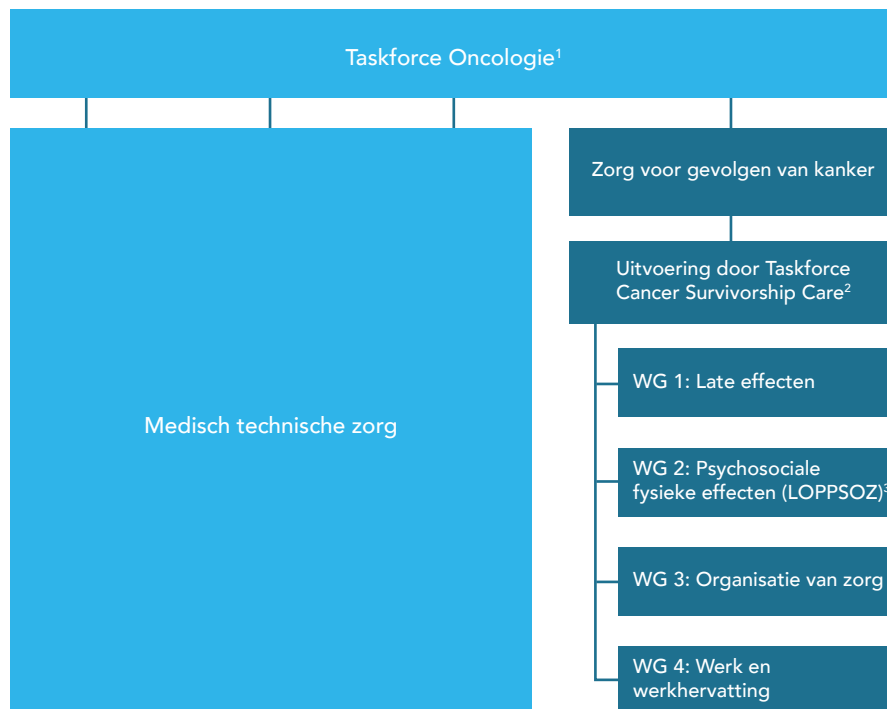 Taskforce Oncologie¹
Zorg voor gevolgen van kanker
Uitvoering door Taskforce
Cancer Survivorship Care²
WG 1: Late effecten
Medisch technische zorg
WG 2: Psychosociale
fysieke effecten (LOPPSOZ)³
WG 3: Organisatie van zorg
WG 4: Werk en
werkhervatting